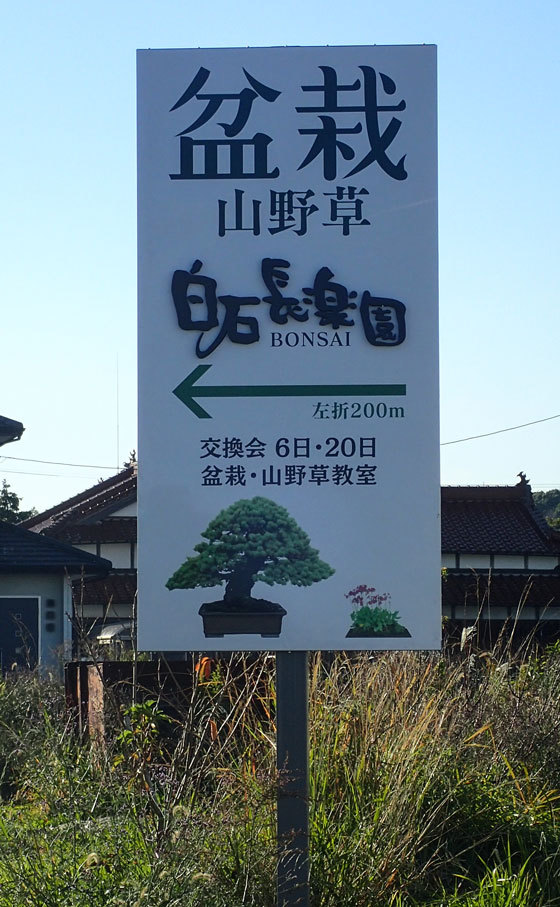 盆栽
山野草
白石長楽園
BONSAI
左折200m
交換会 6日・20日
盆栽・山野草教室